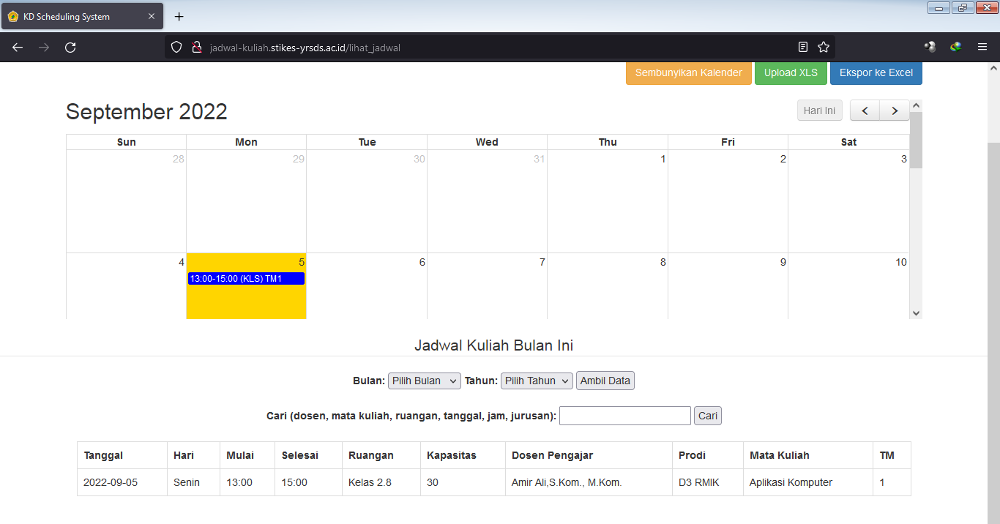 KD Scheduling System
jadwal-kuliah.stikes-yrsds.ac.id/lihat_jadwal
Sembunyikan Kalender Upload XLS Ekspor ke Excel
September 2022 Hari Ini
Sun Mon Tue Wed Thu Fri Sat
28 29 30 31 1 2 3
4 5 6 7 8 9 10
13:00-15:00 (KLS) TM1
Jadwal Kuliah Bulan Ini
Bulan: Pilih Bulan Tahun: Pilih Tahun Ambil Data
Cari (dosen, mata kuliah, ruangan, tanggal, jam, jurusan): Cari
Tanggal Hari Mulai Selesai Ruangan Kapasitas Dosen Pengajar Prodi Mata Kuliah TM
2022-09-05 Senin 13:00 15:00 Kelas 2.8 30 Amir Ali,S.Kom., M.Kom. D3 RMIK Aplikasi Komputer 1